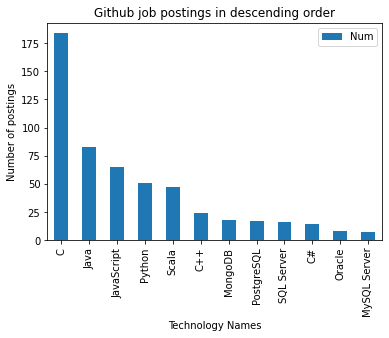 Github job postings in descending order
Num
Number of postings
175
150
125
100
75
50
25
0
C
Java
JavaScript
Python
Scala
C++
MongoDB
PostgreSQL
SQL Server
C#
Oracle
MySQL Server
Technology Names